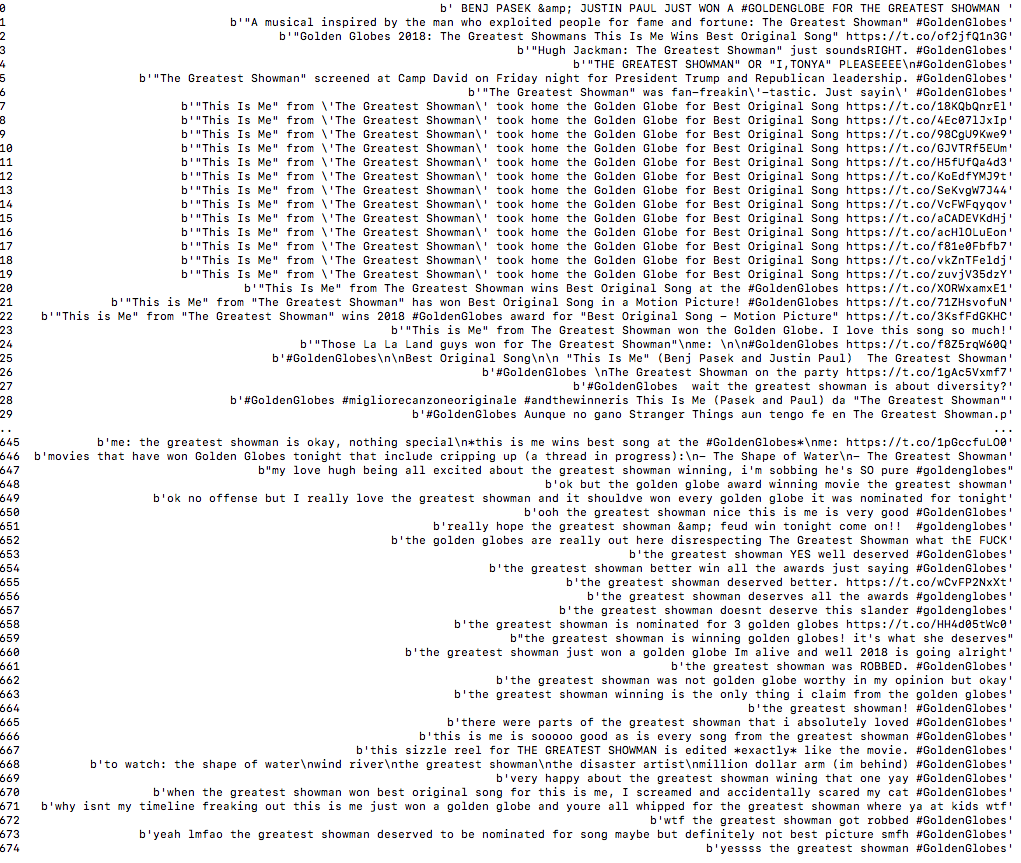 0 b' BENJ PASEK &amp; JUSTIN PAUL JUST WON A #GOLDENGLOBE FOR THE GREATEST SHOWMAN '
1 b'"A musical inspired by the man who exploited people for fame and fortune: The Greatest Showman" #GoldenGlobes'
2 b'"Golden Globes 2018: The Greatest Showmans This Is Me Wins Best Original Song" https://t.co/of2jfQ1n3G'
3 b'"Hugh Jackman: The Greatest Showman" just soundsRIGHT. #GoldenGlobes'
4 b'"THE GREATEST SHOWMAN" OR "I,TONYA" PLEASEEEE\n#GoldenGlobes'
5 b'"The Greatest Showman" screened at Camp David on Friday night for President Trump and Republican leadership. #GoldenGlobes'
6 b'"The Greatest Showman" was fan-freakin\'-tastic. Just sayin\' #GoldenGlobes'
7 b'"This Is Me" from \'The Greatest Showman\' took home the Golden Globe for Best Original Song https://t.co/18KQbQnrEl'
8 b'"This Is Me" from \'The Greatest Showman\' took home the Golden Globe for Best Original Song https://t.co/4Ec07lJxIp'
9 b'"This Is Me" from \'The Greatest Showman\' took home the Golden Globe for Best Original Song https://t.co/98CgU9Kwe9'
10 b'"This Is Me" from \'The Greatest Showman\' took home the Golden Globe for Best Original Song https://t.co/GJVTRf5EUm'
11 b'"This Is Me" from \'The Greatest Showman\' took home the Golden Globe for Best Original Song https://t.co/H5fUfQa4d3'
12 b'"This Is Me" from \'The Greatest Showman\' took home the Golden Globe for Best Original Song https://t.co/KoEdfYMJ9t'
13 b'"This Is Me" from \'The Greatest Showman\' took home the Golden Globe for Best Original Song https://t.co/SeKvgW7J44'
14 b'"This Is Me" from \'The Greatest Showman\' took home the Golden Globe for Best Original Song https://t.co/VcFWFqyqov'
15 b'"This Is Me" from \'The Greatest Showman\' took home the Golden Globe for Best Original Song https://t.co/aCADEVKdHj'
16 b'"This Is Me" from \'The Greatest Showman\' took home the Golden Globe for Best Original Song https://t.co/acHlOLuEon'
17 b'"This Is Me" from \'The Greatest Showman\' took home the Golden Globe for Best Original Song https://t.co/f81e0Fbfb7'
18 b'"This Is Me" from \'The Greatest Showman\' took home the Golden Globe for Best Original Song https://t.co/vkZnTFeldj'
19 b'"This Is Me" from \'The Greatest Showman\' took home the Golden Globe for Best Original Song https://t.co/zuvjV35dzY'
20 b'"This Is Me" from The Greatest Showman wins Best Original Song at the #GoldenGlobes https://t.co/XORWxamxE1'
21 b'"This is Me" from "The Greatest Showman" has won Best Original Song in a Motion Picture! #GoldenGlobes https://t.co/71ZHsvofuN'
22 b'"This is Me" from "The Greatest Showman" wins 2018 #GoldenGlobes award for "Best Original Song - Motion Picture" https://t.co/3KsfFdGKHC'
23 b'"This is Me" from The Greatest Showman won the Golden Globe. I love this song so much!'
24 b'"Those La La Land guys won for The Greatest Showman"\nme: \n\n#GoldenGlobes https://t.co/f8Z5rqW60Q'
25 b'#GoldenGlobes\n\nBest Original Song\n\n "This Is Me" (Benj Pasek and Justin Paul)  The Greatest Showman'
26 b'#GoldenGlobes \nThe Greatest Showman on the party https://t.co/1gAc5Vxmf7'
27 b'#GoldenGlobes  wait the greatest showman is about diversity?'
28 b'#GoldenGlobes #migliorecanzoneoriginale #andthewinneris This Is Me (Pasek and Paul) da "The Greatest Showman"'
29 b'#GoldenGlobes Aunque no gano Stranger Things aun tengo fe en The Greatest Showman.p'
.. ...
645 b'me: the greatest showman is okay, nothing special\n*this is me wins best song at the #GoldenGlobes*\nme: https://t.co/1pGccfuLO0'
646 b'movies that have won Golden Globes tonight that include cripping up (a thread in progress):\n- The Shape of Water\n- The Greatest Showman'
647 b"my love hugh being all excited about the greatest showman winning, i'm sobbing he's SO pure #goldenglobes"
648 b'ok but the golden globe award winning movie the greatest showman'
649 b'ok no offense but I really love the greatest showman and it shouldve won every golden globe it was nominated for tonight'
650 b'ooh the greatest showman nice this is me is very good #GoldenGlobes'
651 b'really hope the greatest showman &amp; feud win tonight come on!!  #goldenglobes'
652 b'the golden globes are really out here disrespecting The Greatest Showman what thE FUCK'
653 b'the greatest showman YES well deserved #GoldenGlobes'
654 b'the greatest showman better win all the awards just saying #GoldenGlobes'
655 b'the greatest showman deserved better. https://t.co/wCvFP2NxXt'
656 b'the greatest showman deserves all the awards #goldenglobes'
657 b'the greatest showman doesnt deserve this slander #goldenglobes'
658 b'the greatest showman is nominated for 3 golden globes https://t.co/HH4d05tWc0'
659 b"the greatest showman is winning golden globes! it's what she deserves"
660 b'the greatest showman just won a golden globe Im alive and well 2018 is going alright'
661 b'the greatest showman was ROBBED. #GoldenGlobes'
662 b'the greatest showman was not golden globe worthy in my opinion but okay'
663 b'the greatest showman winning is the only thing i claim from the golden globes'
664 b'the greatest showman! #GoldenGlobes'
665 b'there were parts of the greatest showman that i absolutely loved #GoldenGlobes'
666 b'this is me is sooooo good as is every song from the greatest showman'
667 b'this sizzle reel for THE GREATEST SHOWMAN is edited *exactly* like the movie. #GoldenGlobes'
668 b'to watch: the shape of water\nwind river\nthe greatest showman\nthe disaster artist\nmillion dollar arm (im behind) #GoldenGlobes'
669 b'very happy about the greatest showman wining that one yay #GoldenGlobes'
670 b'when the greatest showman won best original song for this is me, I screamed and accidentally scared my cat #GoldenGlobes'
671 b'why isnt my timeline freaking out this is me just won a golden globe and youre all whipped for the greatest showman where ya at kids wtf'
672 b'wtf the greatest showman got robbed #GoldenGlobes'
673 b'yeah lmfao the greatest showman deserved to be nominated for song maybe but definitely not best picture smfh #GoldenGlobes'
674 b'yessss the greatest showman #GoldenGlobes'